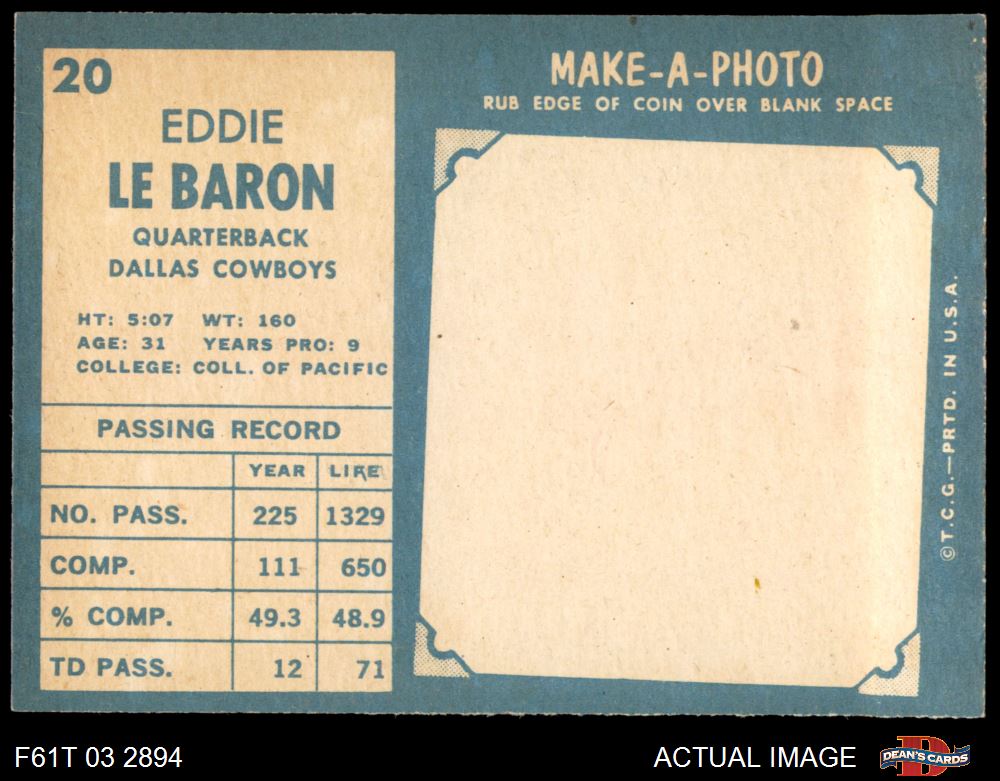 20
EDDIE
LE BARON
QUARTERBACK
DALLAS COWBOYS
HT: 5:07 WT: 160
AGE: 31 YEARS PRO: 9
COLLEGE: COLL. OF PACIFIC
PASSING RECORD
YEAR LIFE
NO. PASS. 225 1329
COMP. 111 650
% COMP. 49.3 48.9
TD PASS. 12 71
MAKE-A-PHOTO
RUB EDGE OF COIN OVER BLANK SPACE
©T.C.G.—PRTD. IN U.S.A.
F61T 03 2894
ACTUAL IMAGE
DEAN'S CARDS